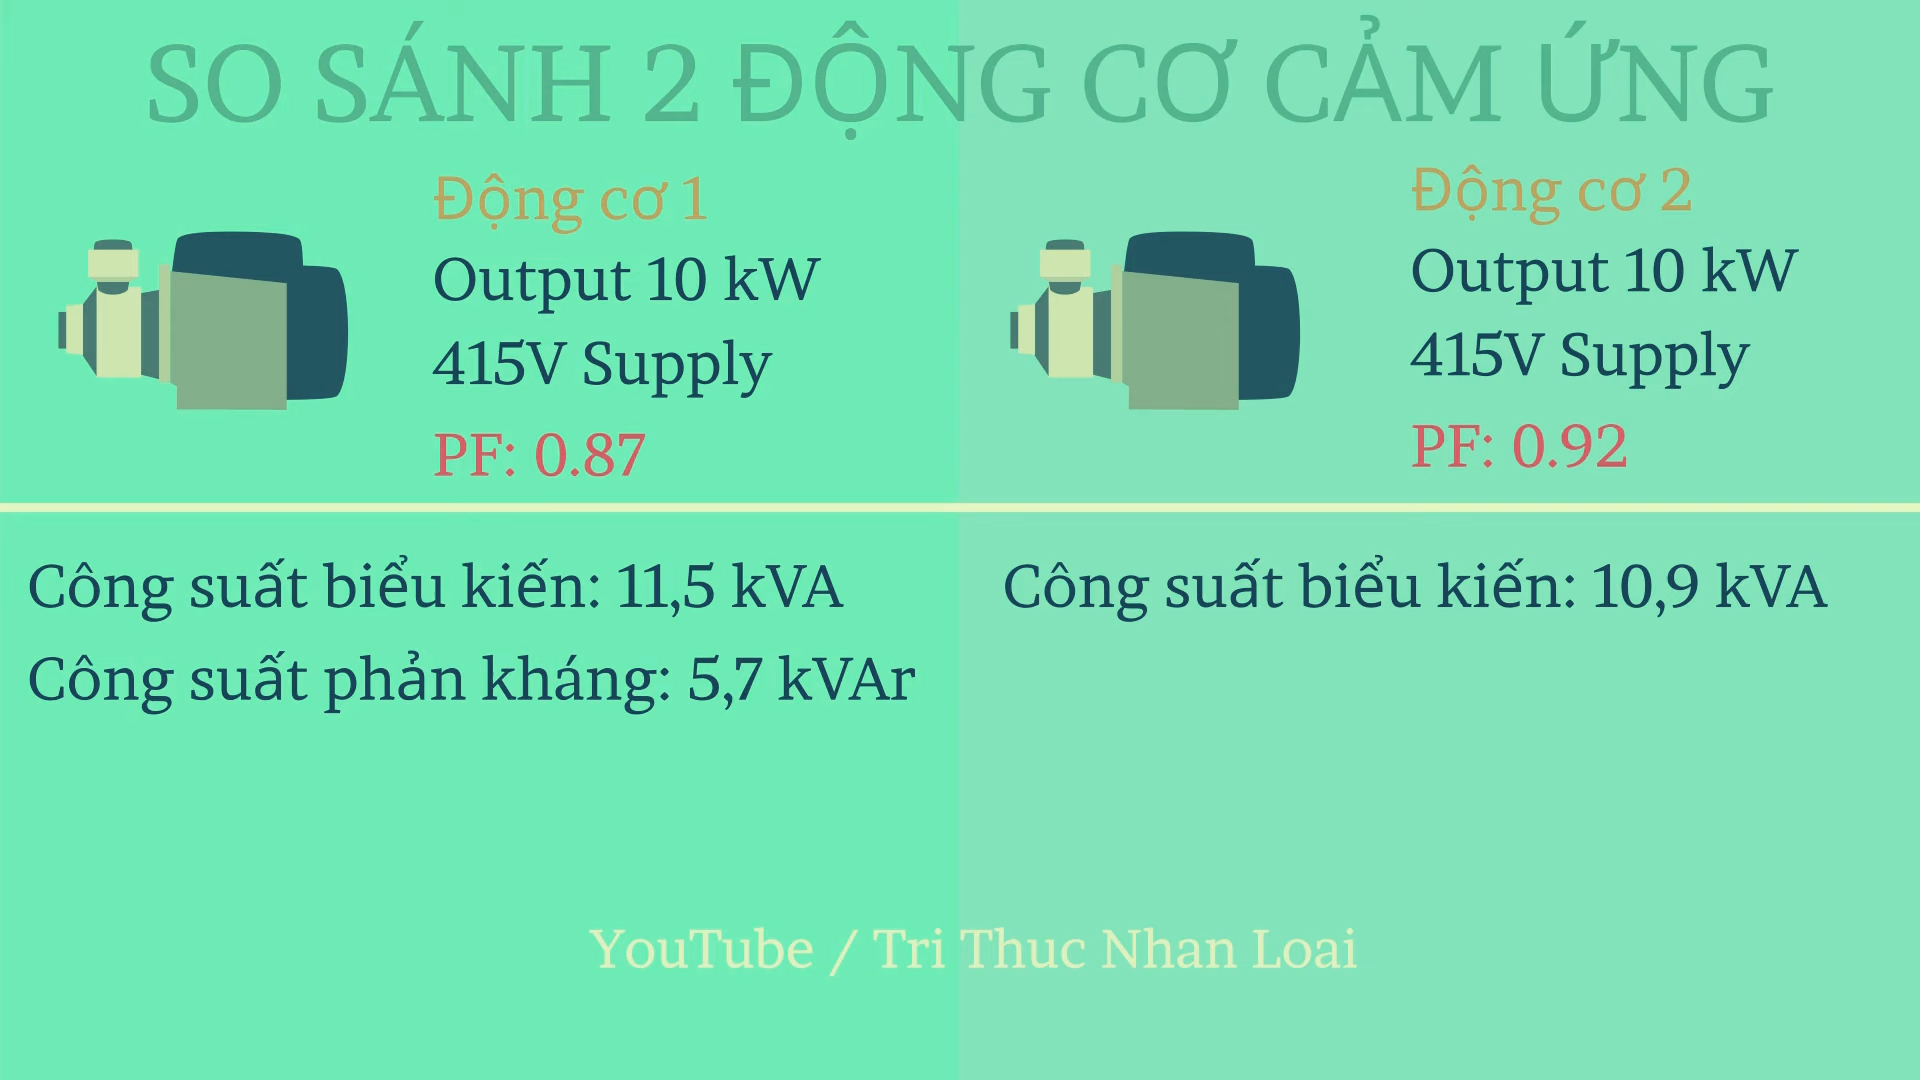 SO SÁNH 2 ĐỘNG CƠ CẢM ỨNG
Động cơ 1
Output 10 kW
415V Supply
PF: 0.87
Động cơ 2
Output 10 kW
415V Supply
PF: 0.92
Công suất biểu kiến: 11,5 kVA
Công suất phản kháng: 5,7 kVAr
Công suất biểu kiến: 10,9 kVA
YouTube / Tri Thuc Nhan Loai